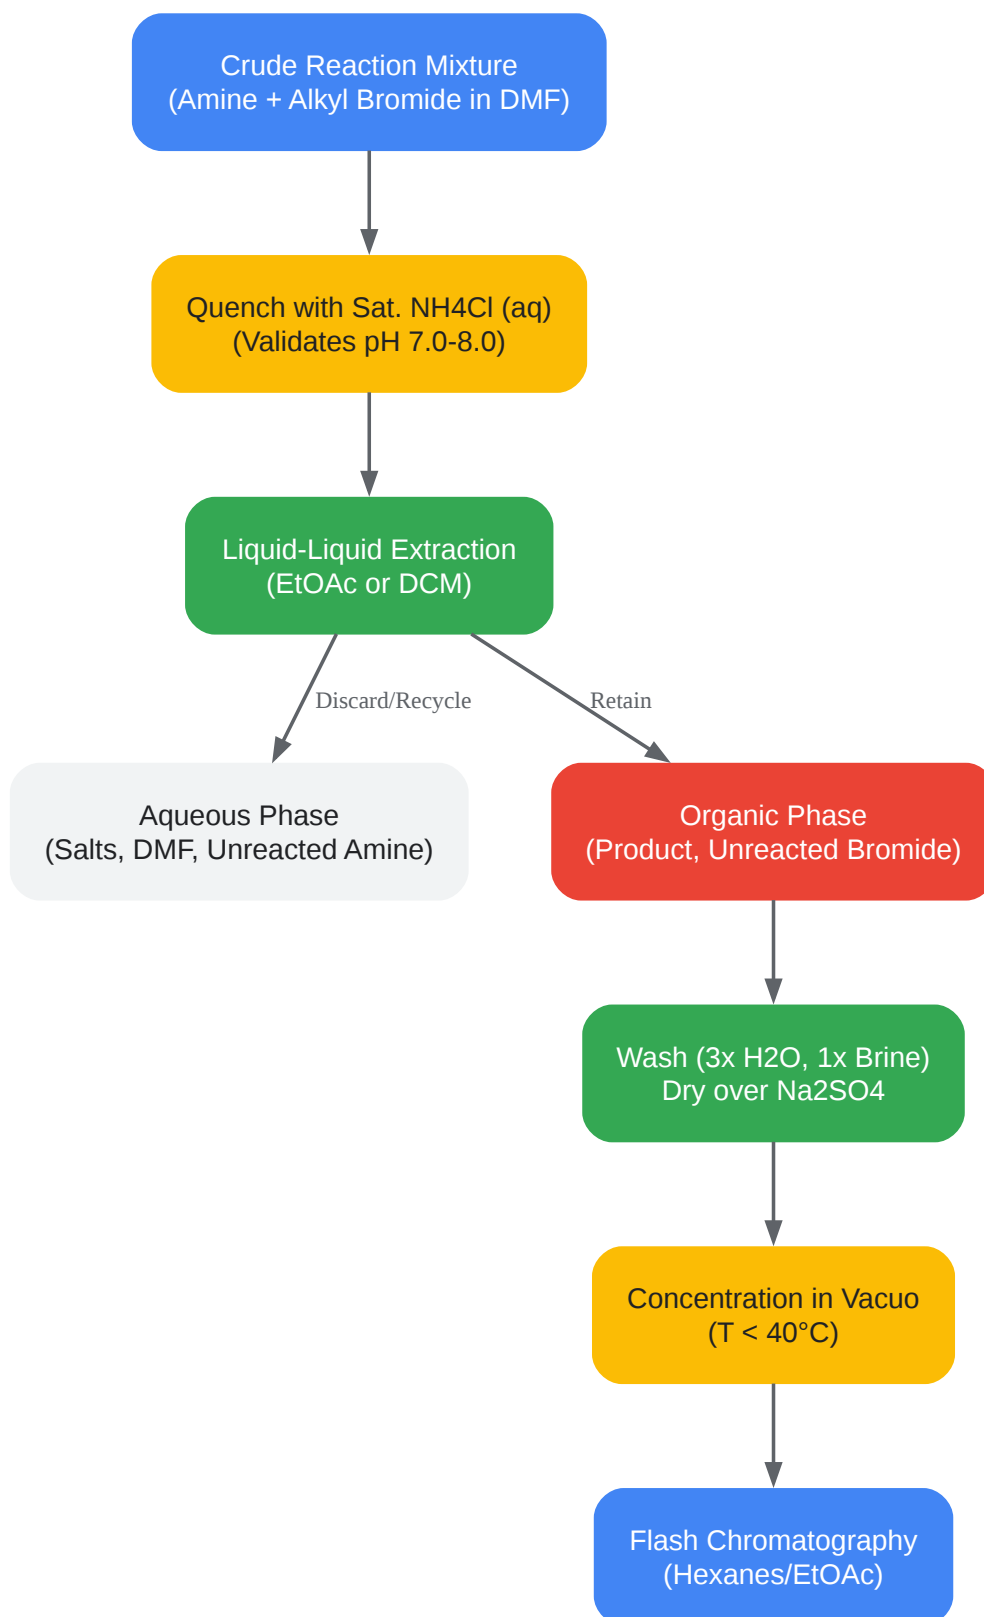 Crude Reaction Mixture
(Amine + Alkyl Bromide in DMF)
Quench with Sat. NH4Cl (aq)
(Validates pH 7.0-8.0)
Liquid-Liquid Extraction
(EtOAc or DCM)
Discard/Recycle
Retain
Aqueous Phase
(Salts, DMF, Unreacted Amine)
Organic Phase
(Product, Unreacted Bromide)
Wash (3x H2O, 1x Brine)
Dry over Na2SO4
Concentration in Vacuo
(T < 40°C)
Flash Chromatography
(Hexanes/EtOAc)